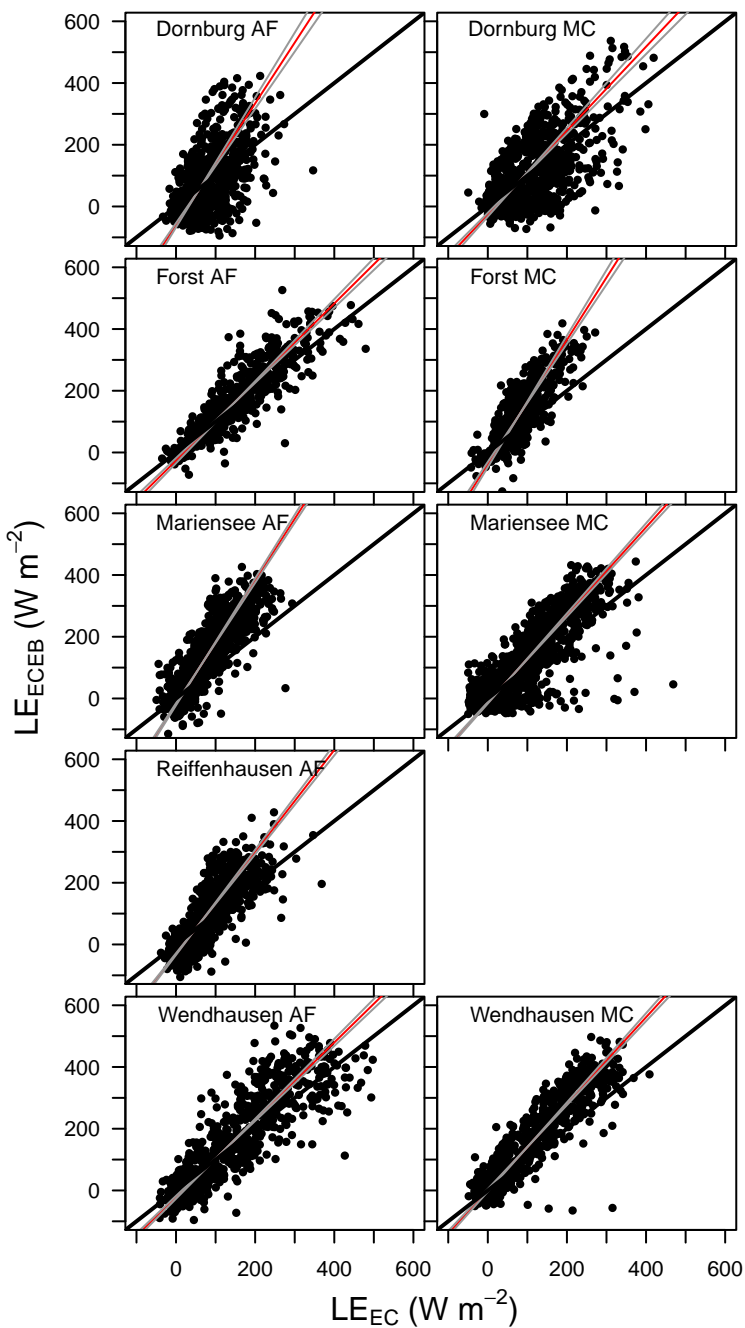 Dornburg AF
Dornburg MC
600
400
200
0
Forst AF
Forst MC
600
400
200
0
Mariensee AF
Mariensee MC
600
400
200
0
Reiffenhausen AF
600
400
200
0
Wendhausen AF
Wendhausen MC
600
400
200
0
0 200 400 600
0 200 400 600
LE_ECEB (W m⁻²)
LE_EC (W m⁻²)